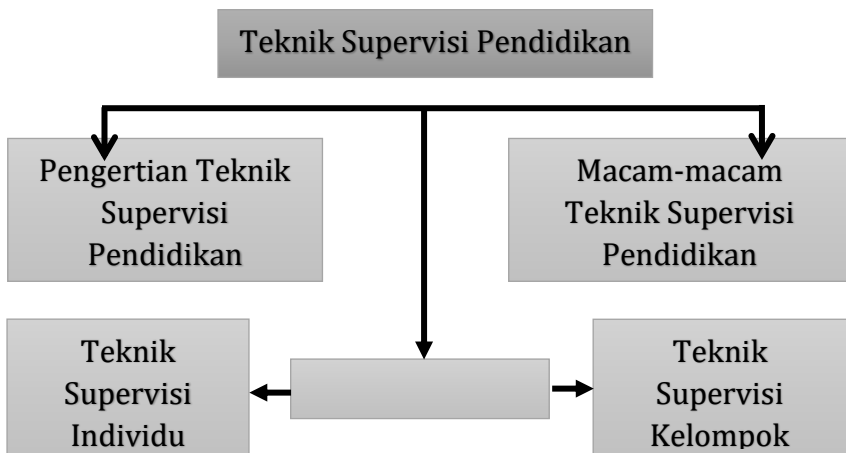 Teknik Supervisi Pendidikan
Pengertian Teknik
Supervisi
Pendidikan
Macam-macam
Teknik Supervisi
Pendidikan
Teknik
Supervisi
Individu
Teknik
Supervisi
Kelompok